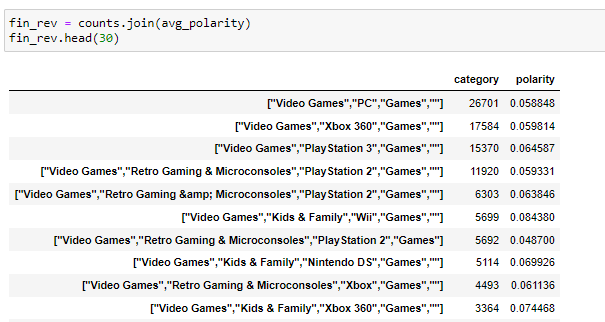 fin_rev = counts.join(avg_polarity)
fin_rev.head(30)
category polarity
["Video Games","PC","Games",""] 26701 0.058848
["Video Games","Xbox 360","Games",""] 17584 0.059814
["Video Games","PlayStation 3","Games",""] 15370 0.064587
["Video Games","Retro Gaming & Microconsoles","PlayStation 2","Games",""] 11920 0.059331
["Video Games","Retro Gaming &amp; Microconsoles","PlayStation 2","Games",""] 6303 0.063846
["Video Games","Kids & Family","Wii","Games",""] 5699 0.084380
["Video Games","Retro Gaming & Microconsoles","PlayStation 2","Games"] 5692 0.048700
["Video Games","Kids & Family","Nintendo DS","Games",""] 5114 0.069926
["Video Games","Retro Gaming & Microconsoles","Xbox","Games",""] 4493 0.061136
["Video Games","Kids & Family","Xbox 360","Games",""] 3364 0.074468